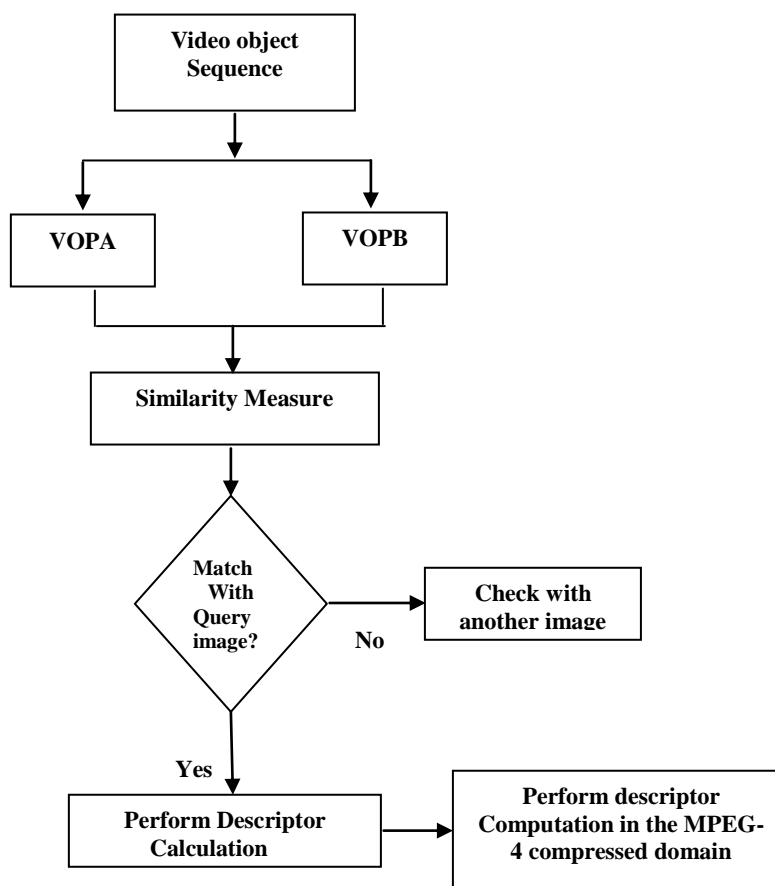 Video object
Sequence
VOPA
VOPB
Similarity Measure
Match
With
Query
image?
No
Check with
another image
Yes
Perform Descriptor
Calculation
Perform descriptor
Computation in the MPEG-
4 compressed domain